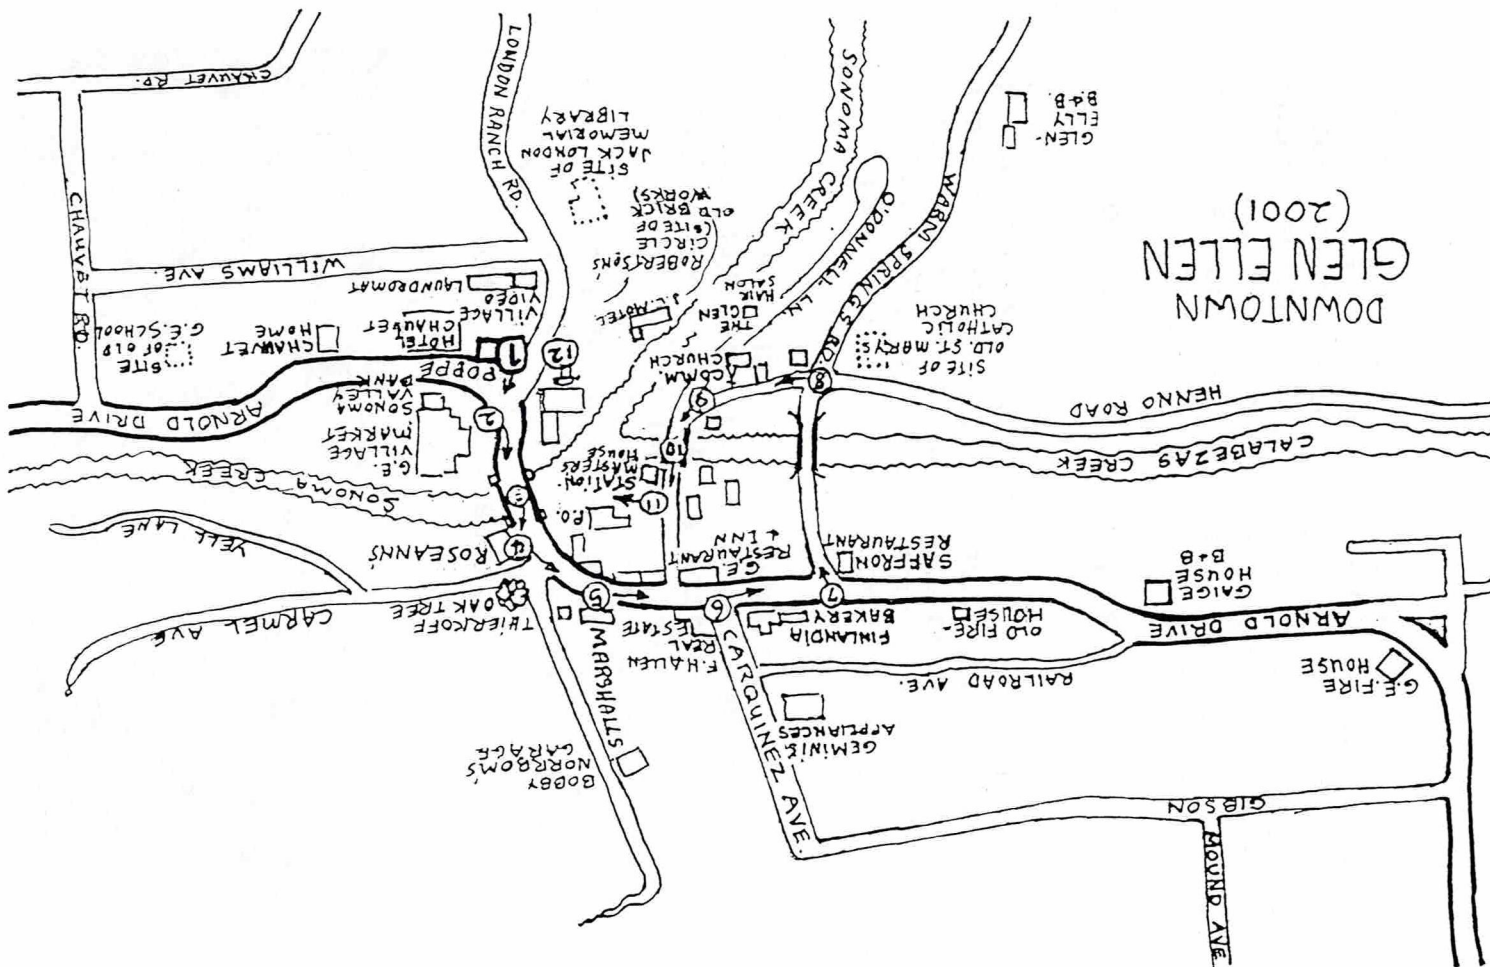 MOUND AVE
GIBSON
CARQUINEZ AVE.
BOBBY
NORRBOM'S
GARAGE
GEMINI'S
APPLIANCES
G.E. FIRE
HOUSE
RAILROAD AVE.
F. HALLEN
REAL
ESTATE
MARSHALLS
CARMEL AVE
ARNOLD DRIVE
OLD FIRE-
HOUSE
FINLANDIA
BAKERY
THIERKOFF
OAK TREE
GAIGE
HOUSE
B+B
7
6
5
SAFFRON
RESTAURANT
G.E.
RESTAURANT
& INN
ROSEANN'S
4
YELL LANE
P.O.
11
3
SONOMA CREEK
STATION
MASTERS
HOUSE
CALABEZAS CREEK
10
G.E.
VILLAGE
MARKET
SONOMA
VALLEY
BANK
2
HENNO ROAD
9
8
COMM.
CHURCH
ARNOLD DRIVE
POPPE
1
12
SITE OF
OLD ST. MARYS
CATHOLIC
CHURCH
HOTEL
CHAUVET
CHAUVET
HOME
SITE
OF OLD
G.E. SCHOOL
DOWNTOWN
GLEN ELLEN
(2001)
THE
GLEN
HAIR
SALON
J.L. MOTEL
VILLAGE
VIDEO
LAUNDROMAT
WILLIAMS AVE.
O'DONNELL LN.
WARM SPRINGS RD.
ROBERTSONS
CIRCLE
(SITE OF
OLD BRICK
WORKS)
CHAUVET RD.
SITE OF
JACK LONDON
MEMORIAL
LIBRARY
LONDON RANCH RD.
SONOMA CREEK
GLEN-
ELLY
B.&B.
CHAUVET RD.